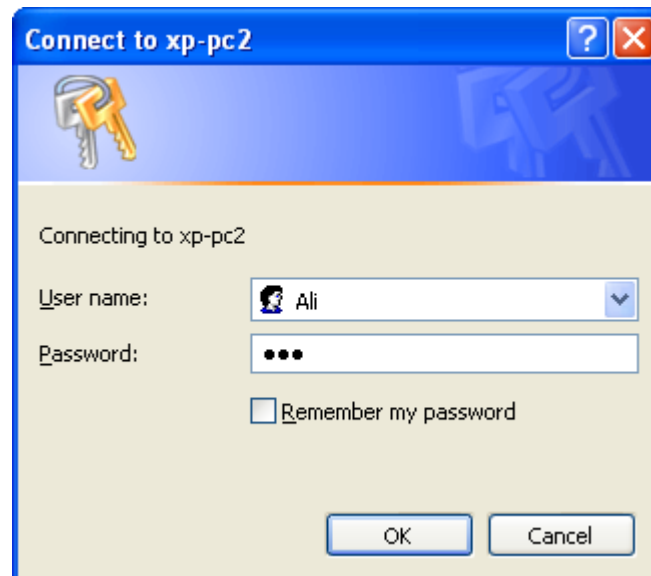 Connect to xp-pc2
Connecting to xp-pc2
User name: Ali
Password: •••
Remember my password
OK Cancel